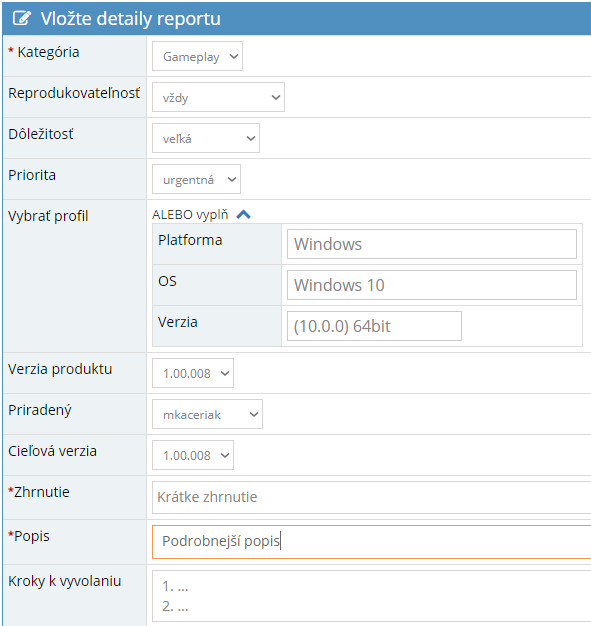 Vložte detaily reportu
* Kategória
Gameplay
Reprodukovateľnosť
vždy
Dôležitosť
veľká
Priorita
urgentná
Vybrať profil
ALEBO vyplň
Platforma
Windows
OS
Windows 10
Verzia
(10.0.0) 64bit
Verzia produktu
1.00.008
Priradený
mkaceriak
Cieľová verzia
1.00.008
*Zhrnutie
Krátke zhrnutie
*Popis
Podrobnejší popis
Kroky k vyvolaniu
1. ...
2. ...